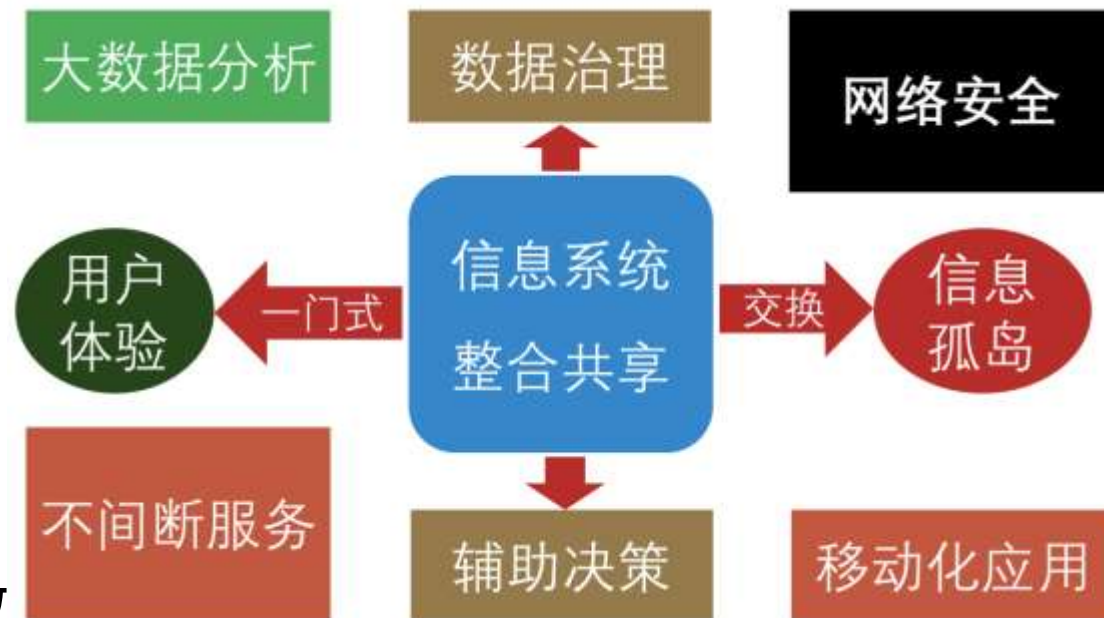 大数据分析
数据治理
网络安全
用户
体验
一门式
信息系统
整合共享
交换
信息
孤岛
不间断服务
辅助决策
移动化应用